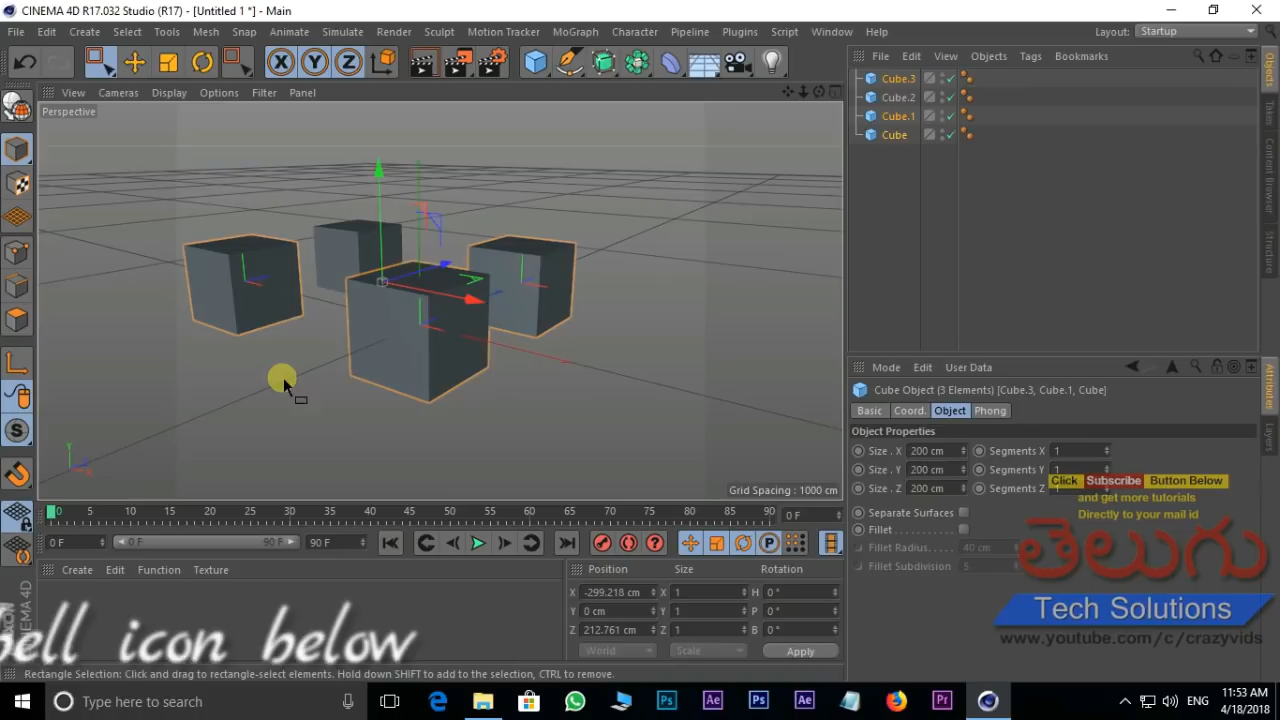 CINEMA 4D R17.032 Studio (R17) - [Untitled 1 *] - Main
File Edit Create Select Tools Mesh Snap Animate Simulate Render Sculpt Motion Tracker MoGraph Character Pipeline Plugins Script Window Help Layout: Startup
File Edit View Objects Tags Bookmarks
View Cameras Display Options Filter Panel
Perspective
Cube.3
Cube.2
Cube.1
Cube
Objects
Takes
Content Browser
Structure
Mode Edit User Data
Cube Object (3 Elements) [Cube.3, Cube.1, Cube]
Basic Coord. Object Phong
Object Properties
Size . X 200 cm Segments X 1
Size . Y 200 cm Segments Y 1
Size . Z 200 cm Segments Z
Separate Surfaces
Fillet
Fillet Radius 40 cm
Fillet Subdivision 5
Attributes
Layers
Click Subscribe Button Below
and get more tutorials
Directly to your mail id
తెలుగు
Tech Solutions
www.youtube.com/c/crazyvids
Grid Spacing : 1000 cm
0 5 10 15 20 25 30 35 40 45 50 55 60 65 70 75 80 85 90 0 F
0 F 0 F 90 F 90 F
Create Edit Function Texture
Position Size Rotation
X -299.218 cm X 1 H 0 °
Y 0 cm Y 1 P 0 °
Z 212.761 cm Z 1 B 0 °
World Scale Apply
MAXON CINEMA 4D
bell icon below
Rectangle Selection: Click and drag to rectangle-select elements. Hold down SHIFT to add to the selection, CTRL to remove.
Type here to search
ENG
11:53 AM
4/18/2018